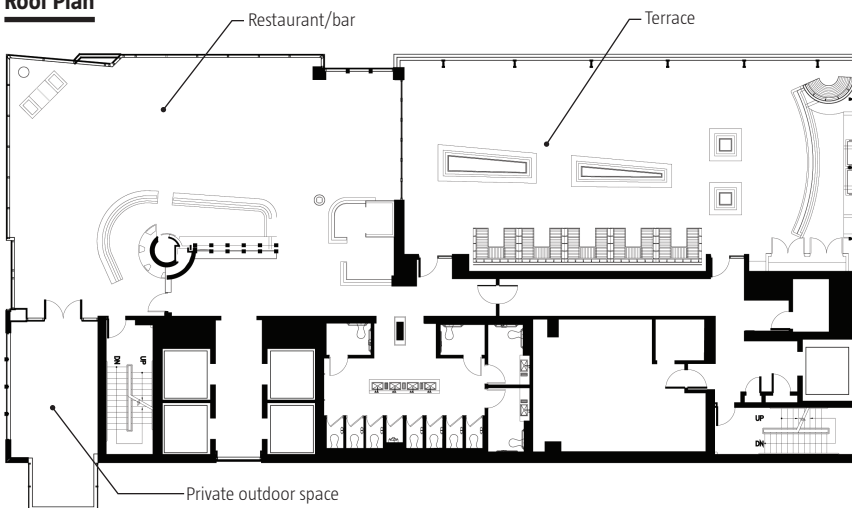 Roof Plan
Restaurant/bar
Terrace
DN
UP
UP
DN
Private outdoor space